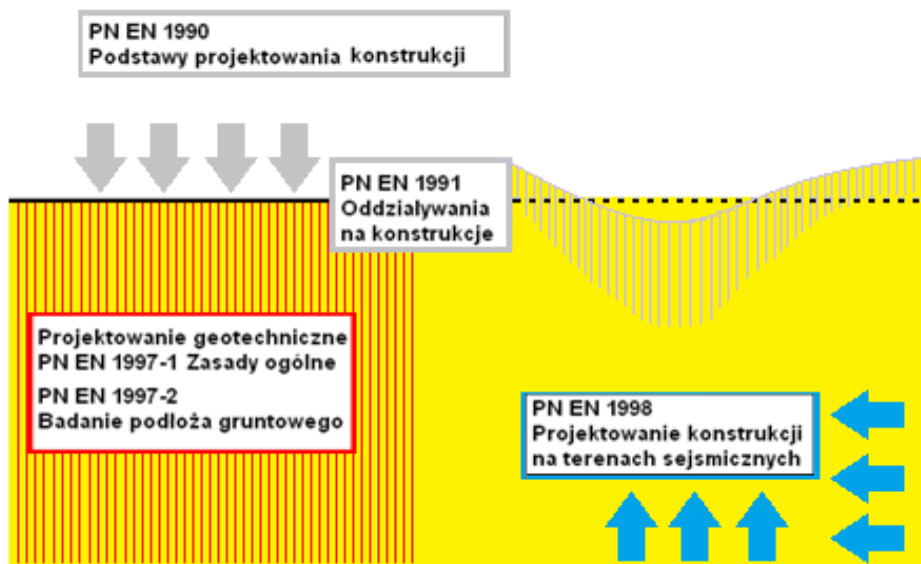 PN EN 1990
Podstawy projektowania konstrukcji
PN EN 1991
Oddzialywania
na konstrukcje
Projektowanie geotechniczne
PN EN 1997-1 Zasady ogólne
PN EN 1997-2
Badanie podłoża gruntowego
PN EN 1998
Projektowanie konstrukcji
na terenach sejsmicznych